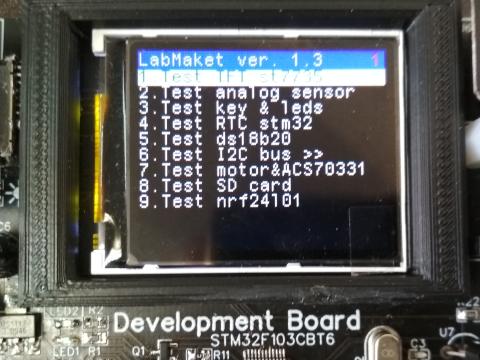 LabMaket ver. 1.3 1
1 Test TFT st7735
2.Test analog sensor
3.Test key & leds
4.Test RTC stm32
5.Test ds18b20
6.Test I2C bus >>
7.Test motor&ACS70331
8.Test SD card
9.Test nrf24l01
LED2 R2
Development Board
STM32F103CBT6
LED1 R1
Q1
R11
C3
U7